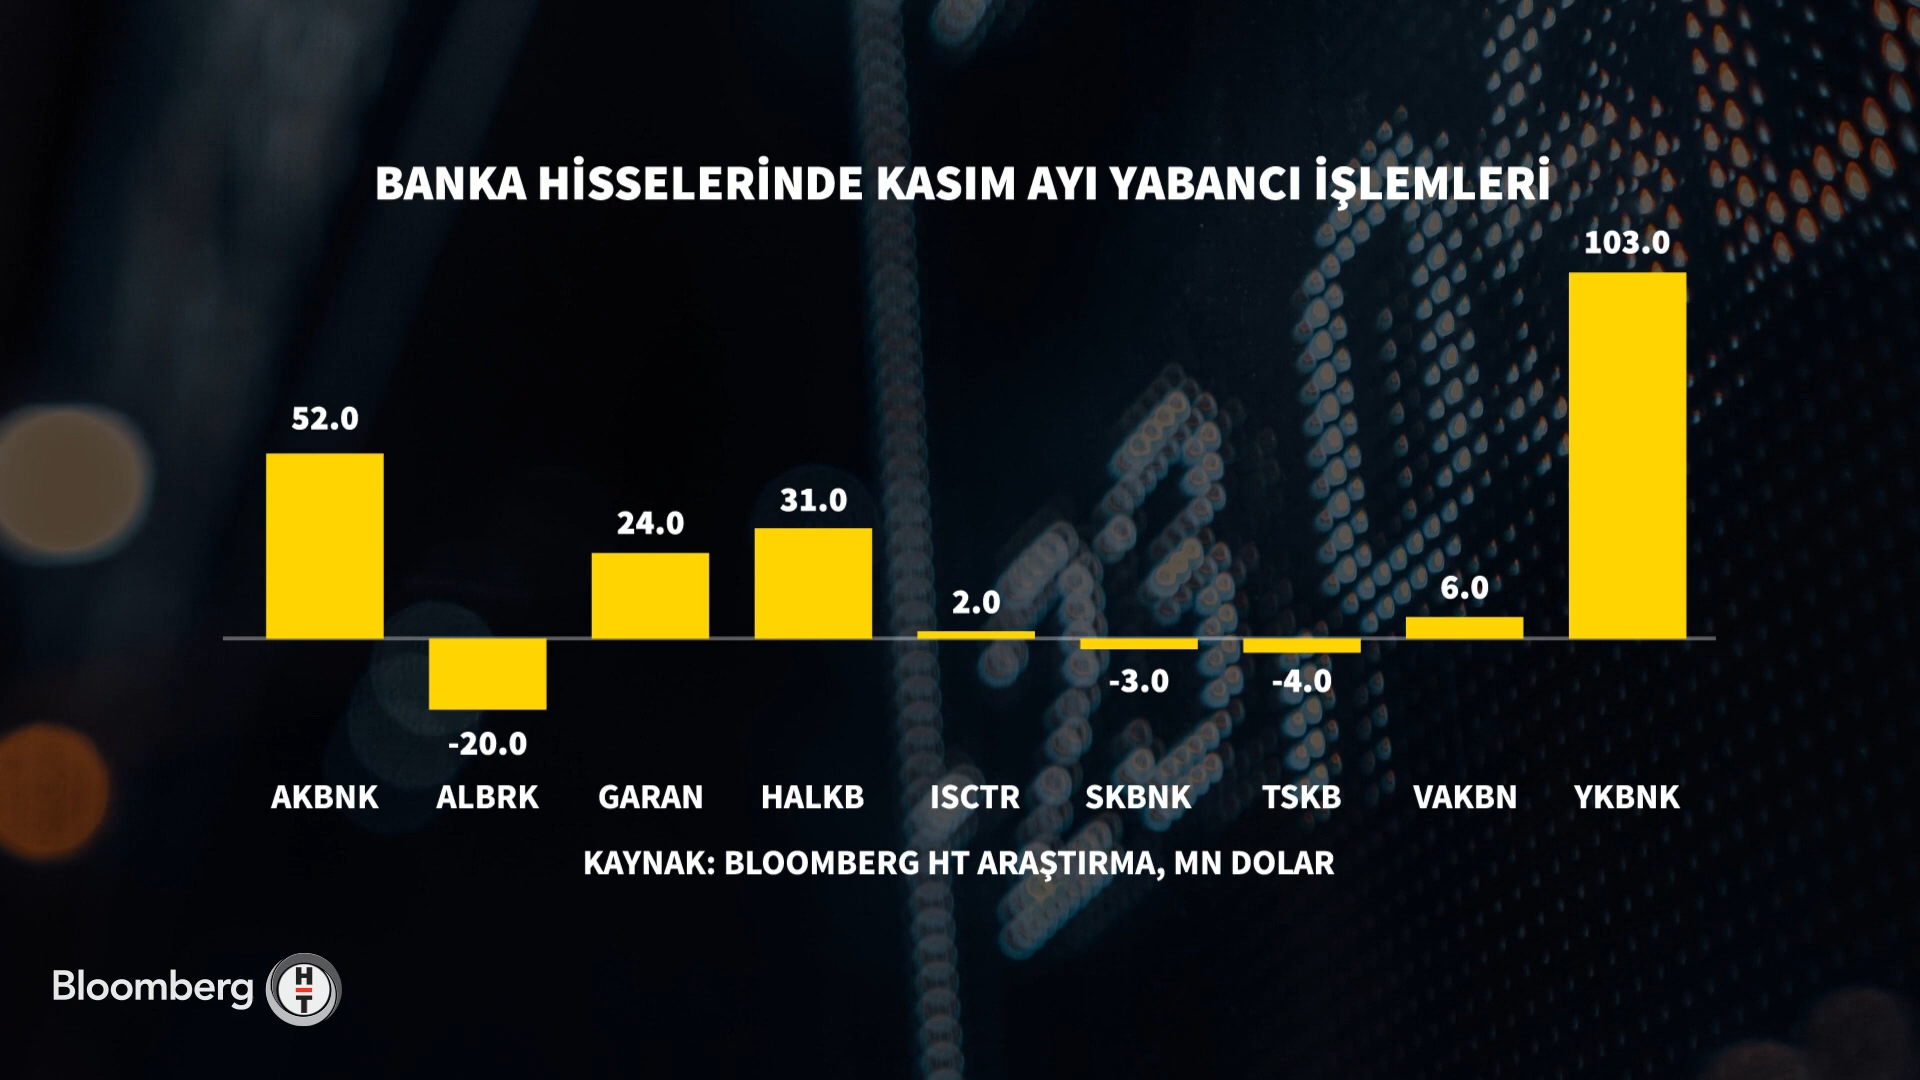 BANKA HİSSELERİNDE KASIM AYI YABANCI İŞLEMLERİ
103.0
52.0
31.0
24.0
2.0
6.0
-3.0
-4.0
-20.0
AKBNK ALBRK GARAN HALKB ISCTR SKBNK TSKB VAKBN YKBNK
KAYNAK: BLOOMBERG HT ARAŞTIRMA, MN DOLAR
Bloomberg HT